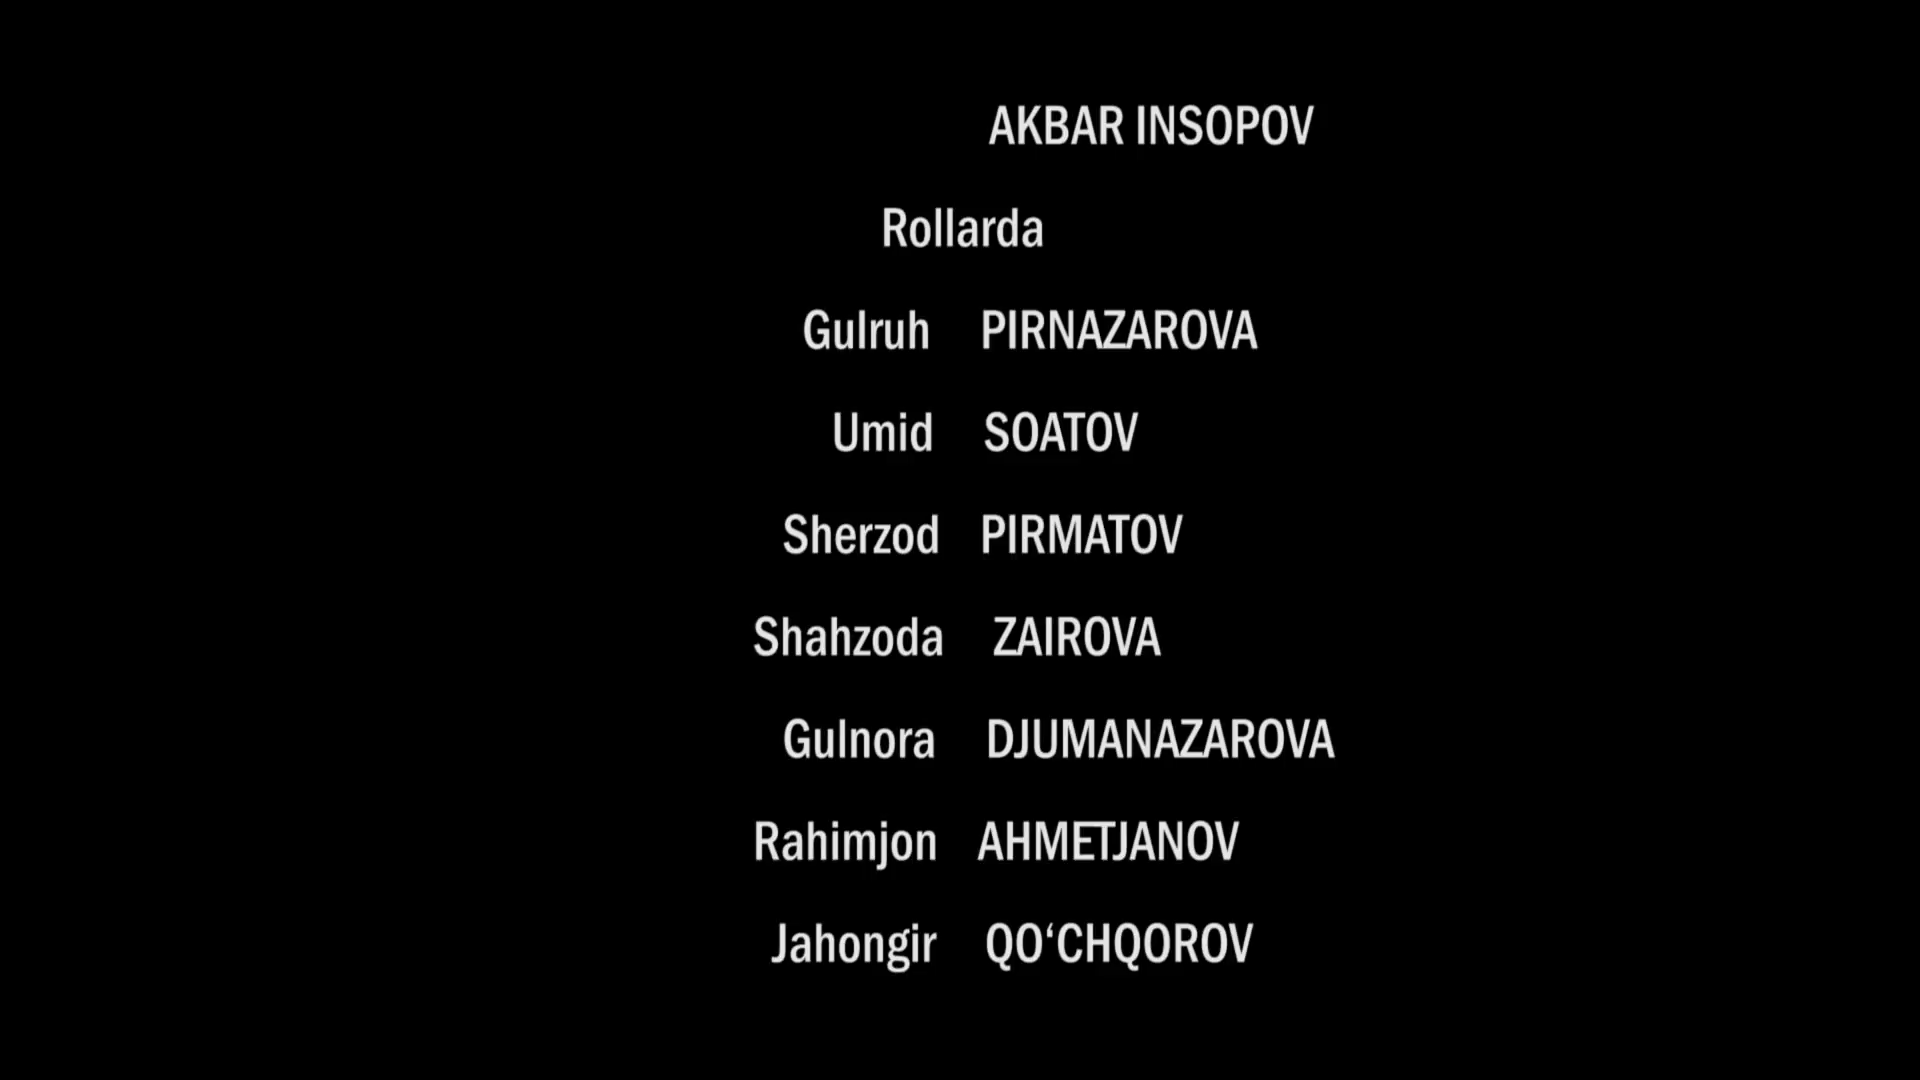 AKBAR INSOPOV
Rollarda
Gulruh PIRNAZAROVA
Umid SOATOV
Sherzod PIRMATOV
Shahzoda ZAIROVA
Gulnora DJUMANAZAROVA
Rahimjon AHMETJANOV
Jahongir QO‘CHQOROV